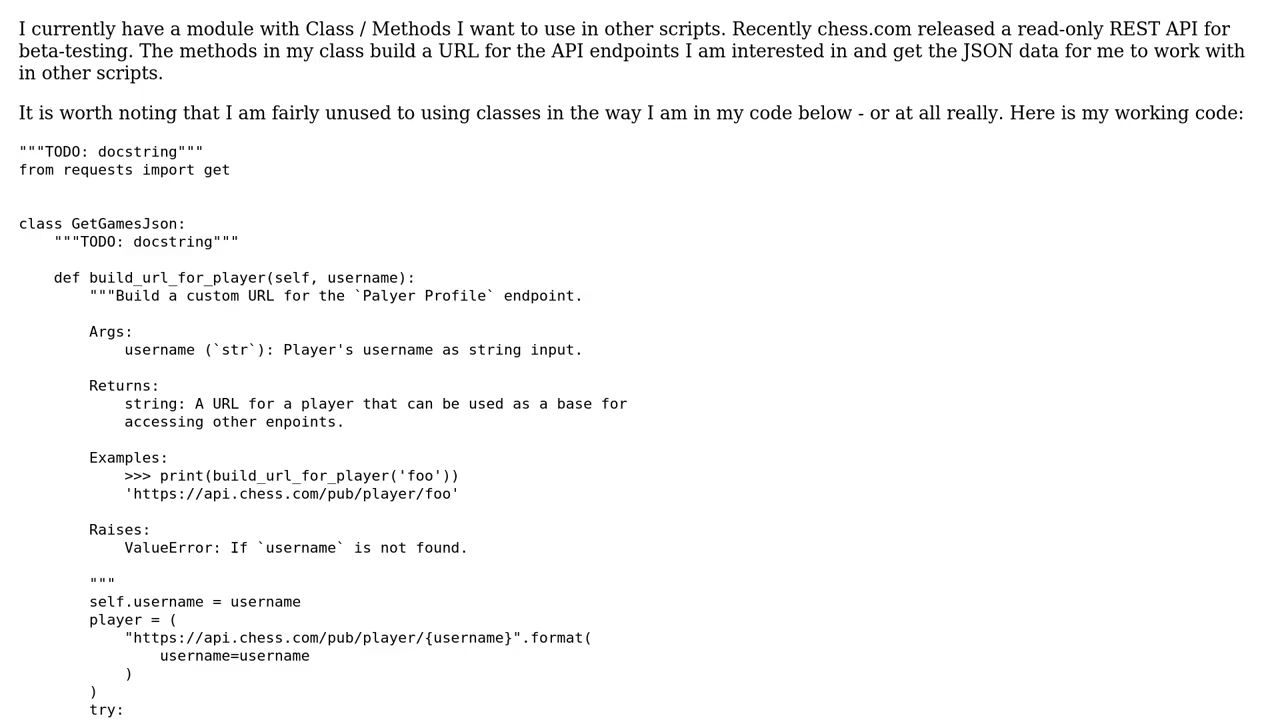 I currently have a module with Class / Methods I want to use in other scripts. Recently chess.com released a read-only REST API for
beta-testing. The methods in my class build a URL for the API endpoints I am interested in and get the JSON data for me to work with
in other scripts.
It is worth noting that I am fairly unused to using classes in the way I am in my code below - or at all really. Here is my working code:
"""TODO: docstring"""
from requests import get
class GetGamesJson:
    """TODO: docstring"""
    def build_url_for_player(self, username):
        """Build a custom URL for the `Palyer Profile` endpoint.
        Args:
            username (`str`): Player's username as string input.
        Returns:
            string: A URL for a player that can be used as a base for
            accessing other enpoints.
        Examples:
            >>> print(build_url_for_player('foo'))
            'https://api.chess.com/pub/player/foo'
        Raises:
            ValueError: If `username` is not found.
        """
        self.username = username
        player = (
            "https://api.chess.com/pub/player/{username}".format(
                username=username
            )
        )
        try: